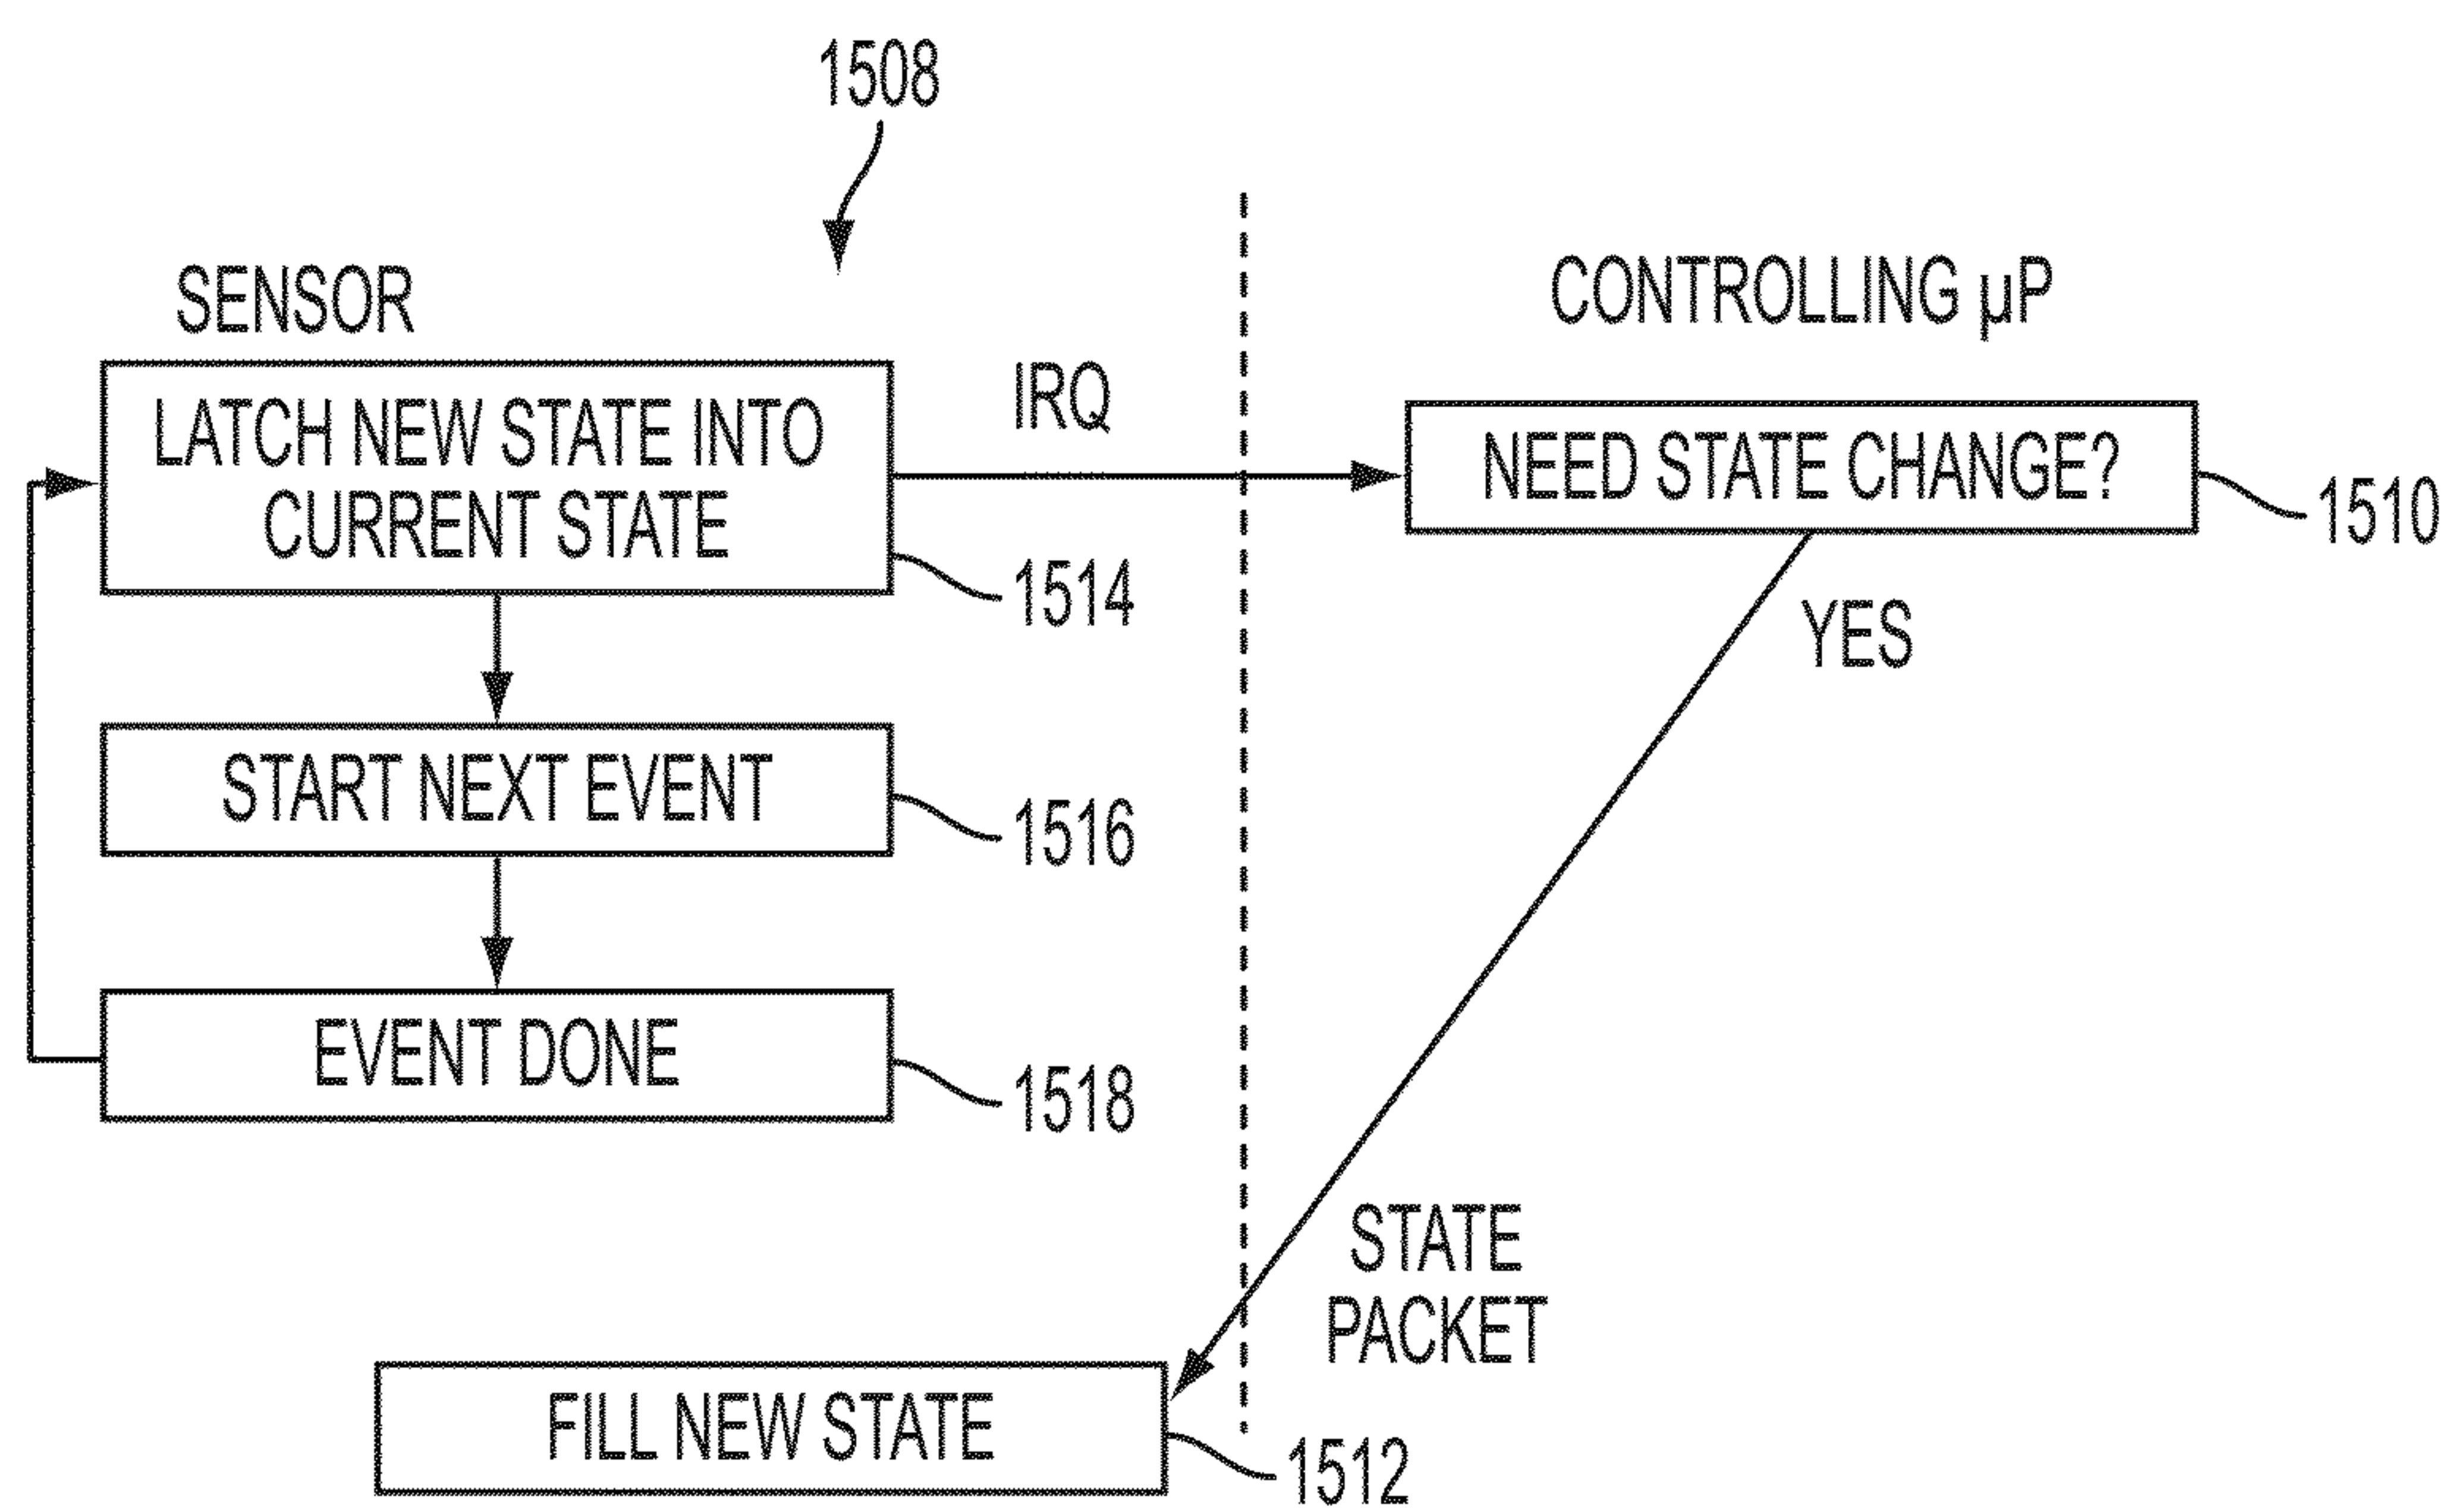 1508
SENSOR
CONTROLLING µP
LATCH NEW STATE INTO
CURRENT STATE
IRQ
NEED STATE CHANGE?
1510
1514
YES
START NEXT EVENT
1516
EVENT DONE
1518
STATE
PACKET
FILL NEW STATE
1512